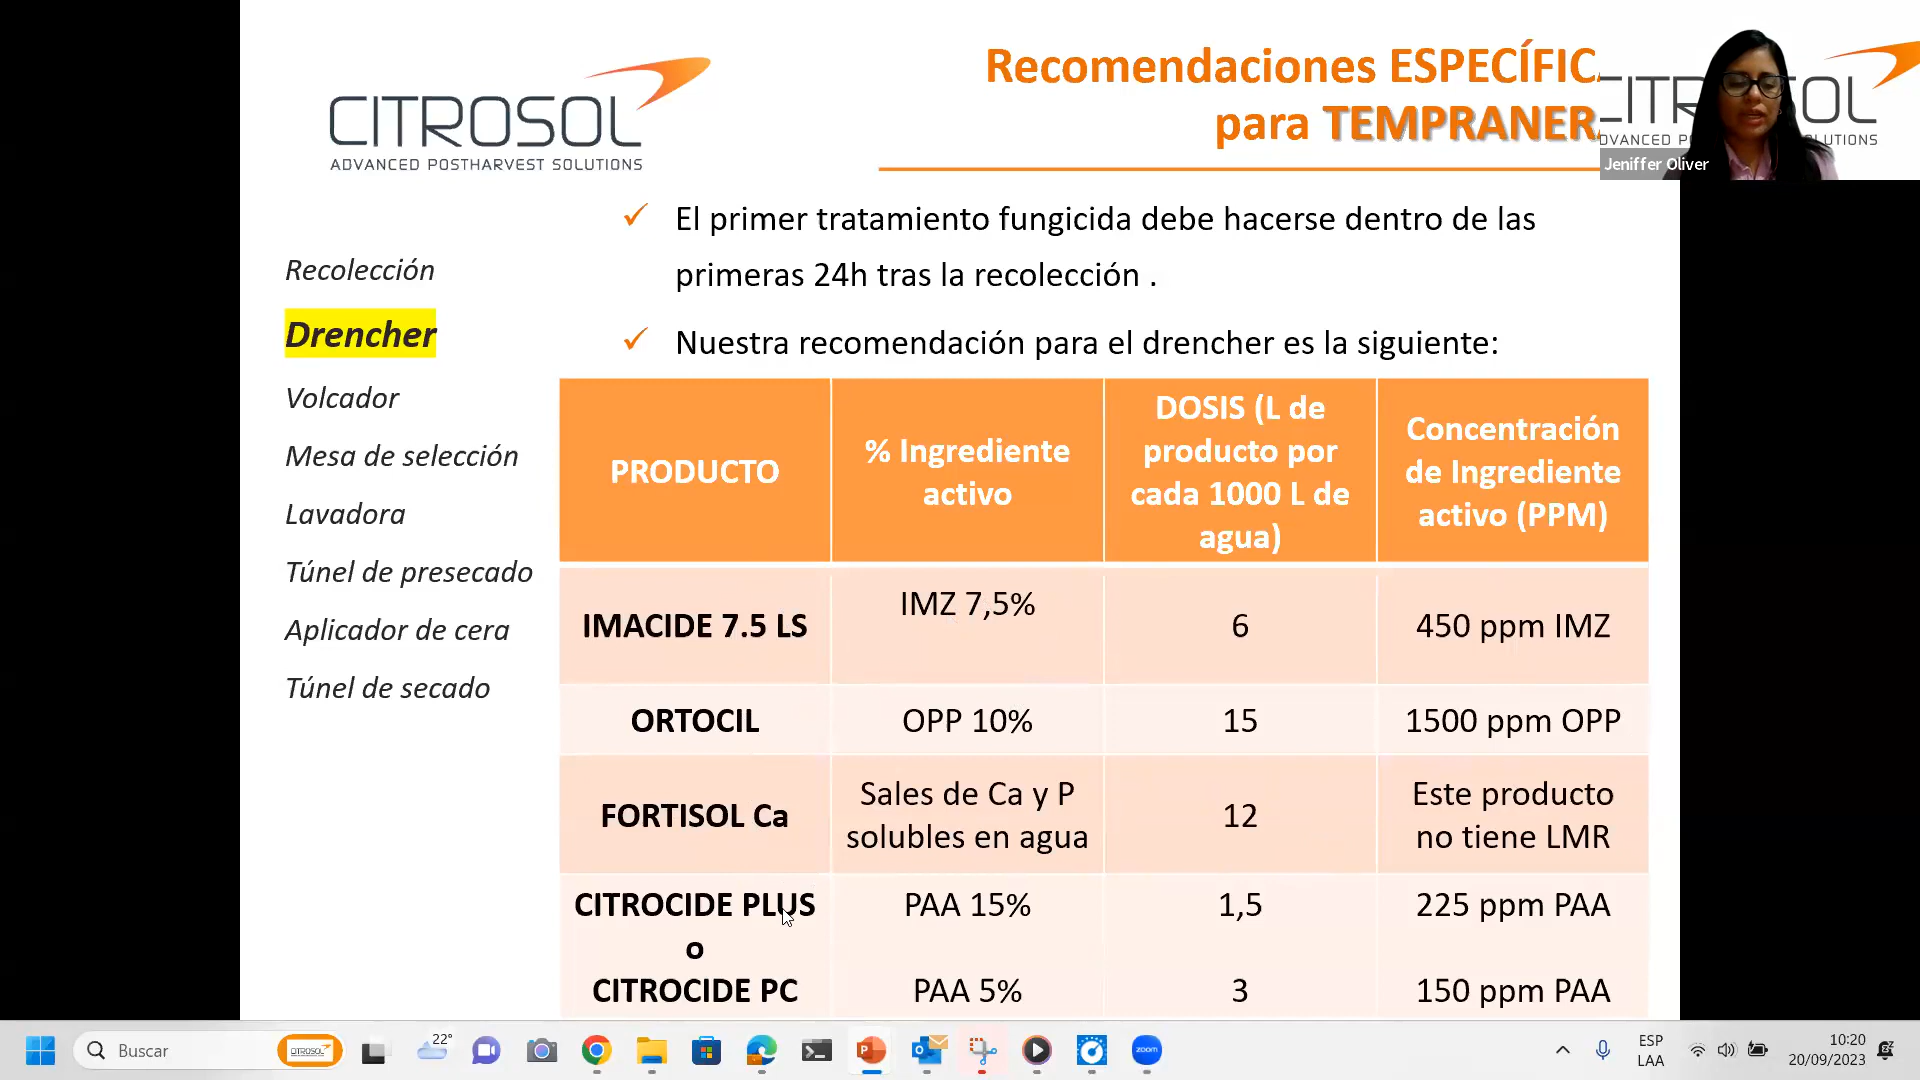 CITROSOL
ADVANCED POSTHARVEST SOLUTIONS
Recomendaciones ESPECÍFIC
para TEMPRANER
Jeniffer Oliver
✓ El primer tratamiento fungicida debe hacerse dentro de las
primeras 24h tras la recolección .
✓ Nuestra recomendación para el drencher es la siguiente:
Recolección
Drencher
Volcador
Mesa de selección
Lavadora
Túnel de presecado
Aplicador de cera
Túnel de secado
PRODUCTO
% Ingrediente
activo
DOSIS (L de
producto por
cada 1000 L de
agua)
Concentración
de Ingrediente
activo (PPM)
IMACIDE 7.5 LS
IMZ 7,5%
6
450 ppm IMZ
ORTOCIL
OPP 10%
15
1500 ppm OPP
FORTISOL Ca
Sales de Ca y P
solubles en agua
12
Este producto
no tiene LMR
CITROCIDE PLUS
PAA 15%
1,5
225 ppm PAA
o
CITROCIDE PC
PAA 5%
3
150 ppm PAA
Buscar
CITROSOL
22°
zoom
ESP
LAA
10:20
20/09/2023